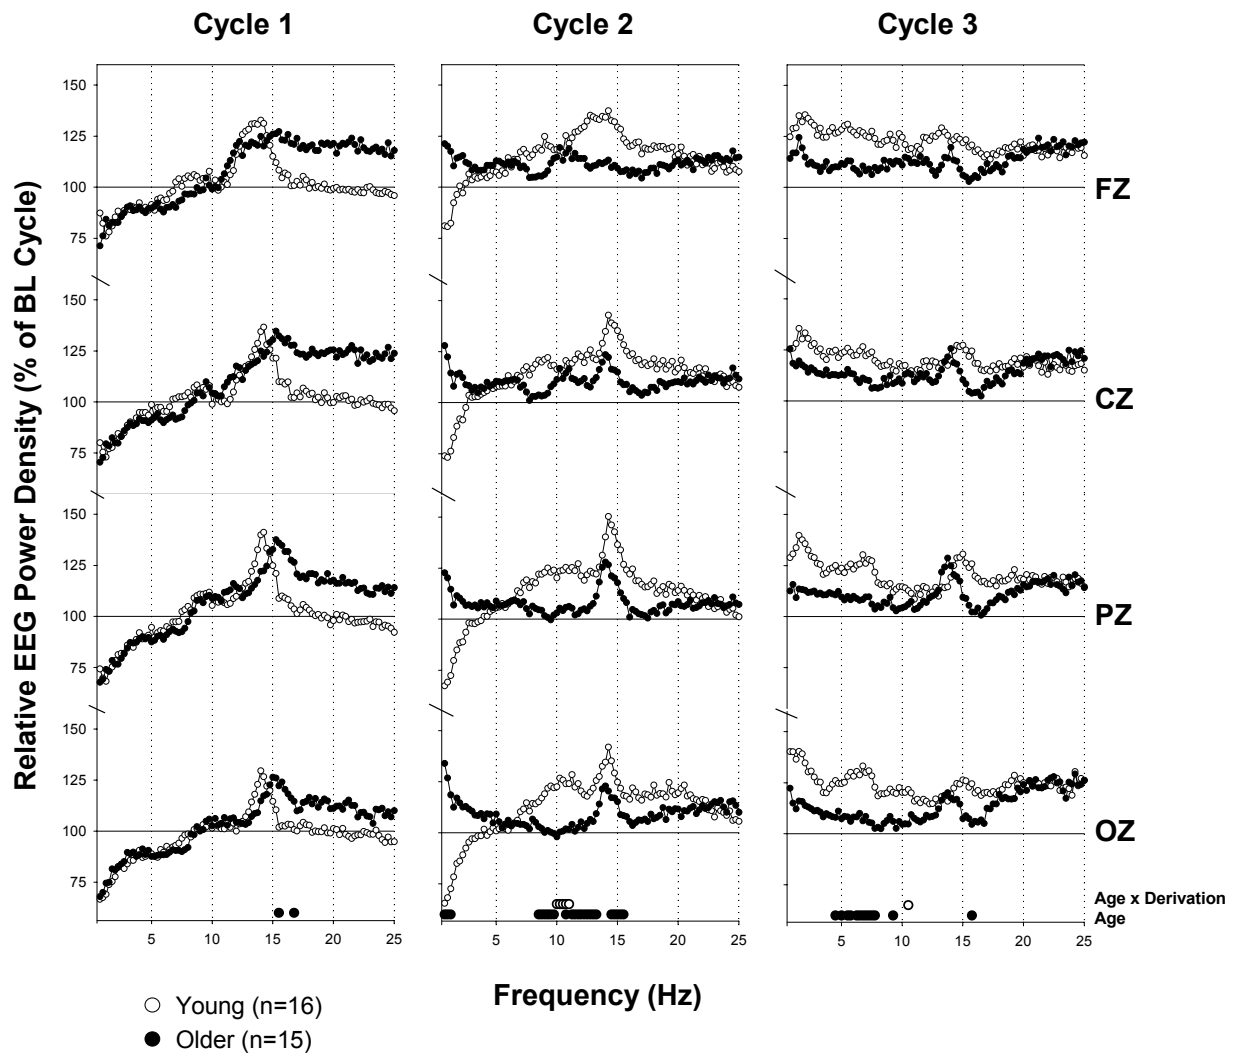 Cycle 1 Cycle 2 Cycle 3
Relative EEG Power Density (% of BL Cycle)
150
125
100
75
FZ
150
125
100
75
CZ
150
125
100
75
PZ
150
125
100
75
OZ
Age x Derivation
Age
5 10 15 20 25 5 10 15 20 25 5 10 15 20 25
Frequency (Hz)
Young (n=16)
Older (n=15)